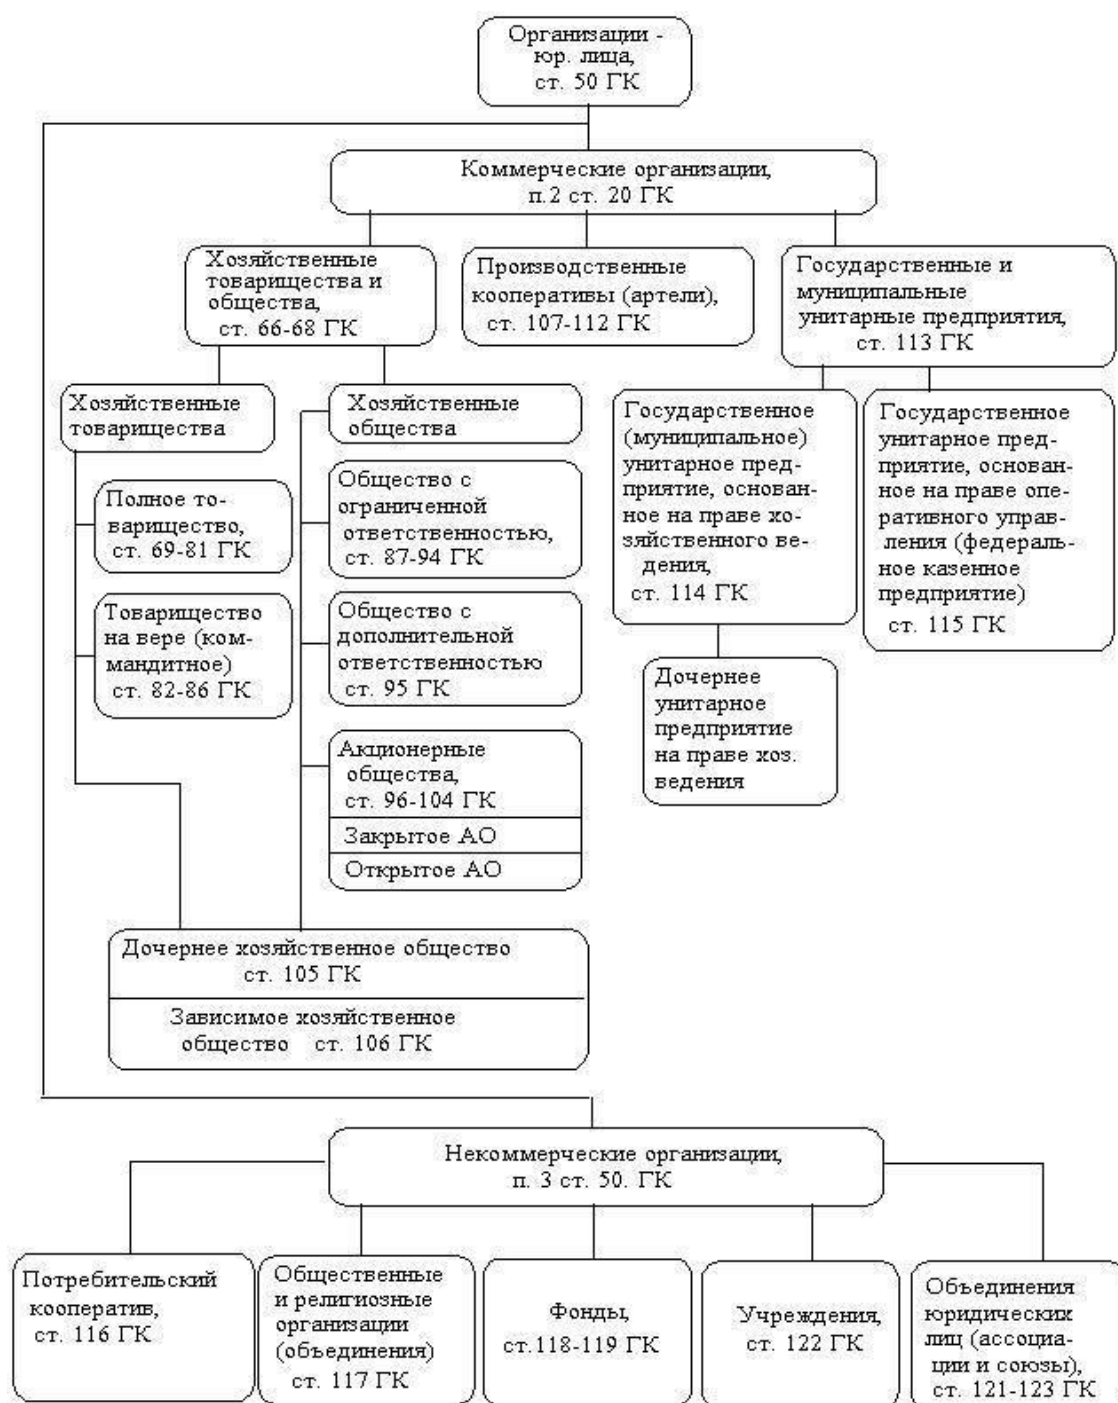 Организации -
юр. лица,
ст. 50 ГК
Коммерческие организации,
п.2 ст. 20 ГК
Хозяйственные
товарищества и
общества,
ст. 66-68 ГК
Производственные
кооперативы (артели),
ст. 107-112 ГК
Государственные и
муниципальные
унитарные предприятия,
ст. 113 ГК
Хозяйственные
товарищества
Хозяйственные
общества
Полное то-
варищество,
ст. 69-81 ГК
Товарищество
на вере (ком-
мандитное)
ст. 82-86 ГК
Общество с
ограниченной
ответственностью,
ст. 87-94 ГК
Общество с
дополнительной
ответственностью
ст. 95 ГК
Акционерные
общества,
ст. 96-104 ГК
Закрытое АО
Открытое АО
Государственное
(муниципальное)
унитарное пред-
приятие, основан-
ное на праве хо-
зяйственного ве-
дения,
ст. 114 ГК
Государственное
унитарное пред-
приятие, основан-
ное на праве опе-
ративного управ-
ления (федераль-
ное казенное
предприятие)
ст. 115 ГК
Дочернее
унитарное
предприятие
на праве хоз.
ведения
Дочернее хозяйственное общество
ст. 105 ГК
Зависимое хозяйственное
общество ст. 106 ГК
Некоммерческие организации,
п. 3 ст. 50. ГК
Потребительский
кооператив,
ст. 116 ГК
Общественные
и религиозные
организации
(объединения)
ст. 117 ГК
Фонды,
ст.118-119 ГК
Учреждения,
ст. 122 ГК
Объединения
юридических
лиц (ассоциа-
ции и союзы),
ст. 121-123 ГК